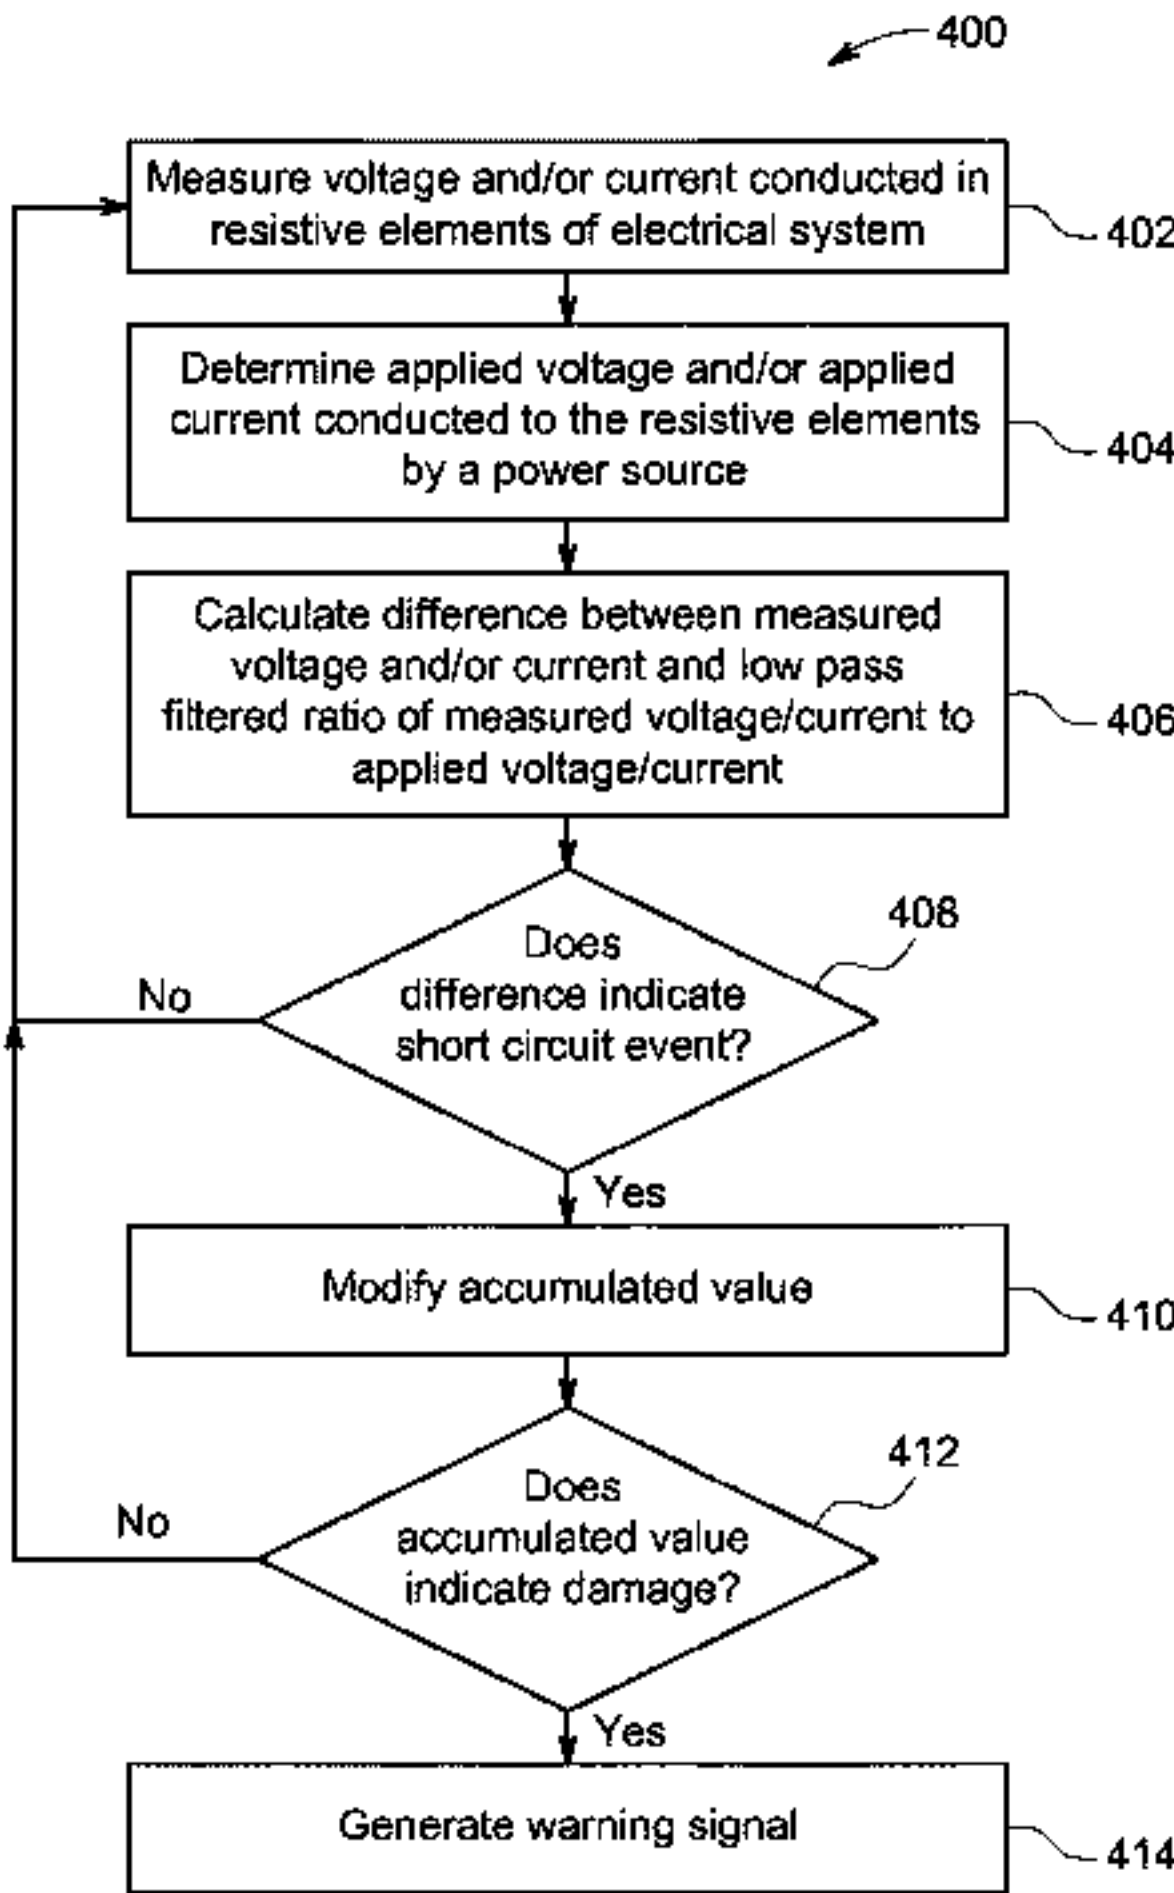 400
Measure voltage and/or current conducted in
resistive elements of electrical system
402
Determine applied voltage and/or applied
current conducted to the resistive elements
by a power source
404
Calculate difference between measured
voltage and/or current and low pass
filtered ratio of measured voltage/current to
applied voltage/current
406
Does
difference indicate
short circuit event?
408
No
Yes
Modify accumulated value
410
Does
accumulated value
indicate damage?
412
No
Yes
Generate warning signal
414